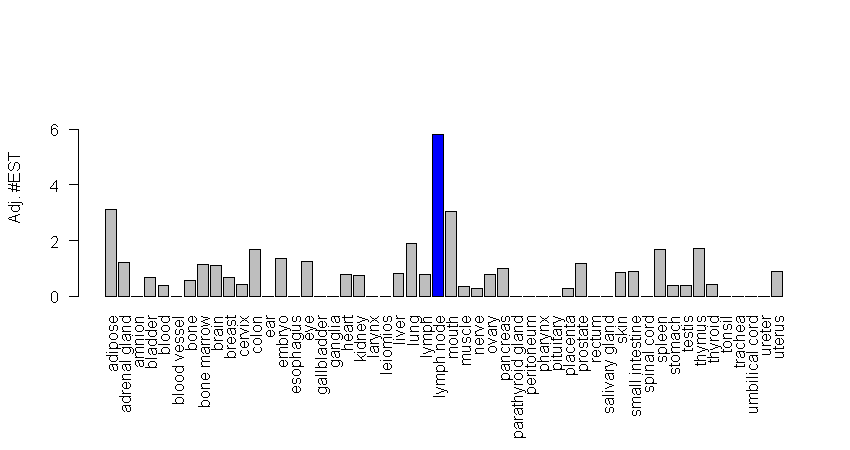 Adj. #EST
6
4
2
0
adipose
adrenal gland
amnion
bladder
blood
blood vessel
bone
bone marrow
brain
breast
cervix
colon
ear
embryo
esophagus
eye
gallbladder
ganglia
heart
kidney
larynx
leiomios
liver
lung
lymph
lymph node
mouth
muscle
nerve
ovary
pancreas
parathyroid gland
peritoneum
pharynx
pituitary
placenta
prostate
rectum
salivary gland
skin
small intestine
spinal cord
spleen
stomach
testis
thymus
thyroid
tonsil
trachea
umbilical cord
ureter
uterus